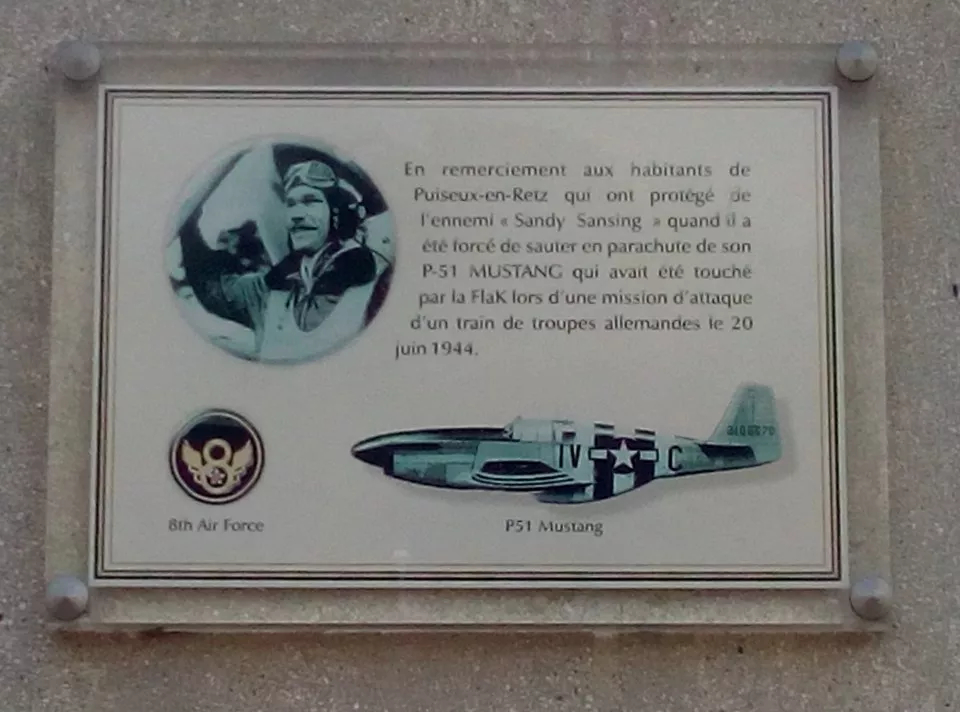 En remerciement aux habitants de
Puiseux-en-Retz qui ont protégé de
l'ennemi « Sandy Sansing » quand il a
été forcé de sauter en parachute de son
P-51 MUSTANG qui avait été touché
par la FlaK lors d'une mission d'attaque
d'un train de troupes allemandes le 20
juin 1944.
IV C
8th Air Force
P51 Mustang